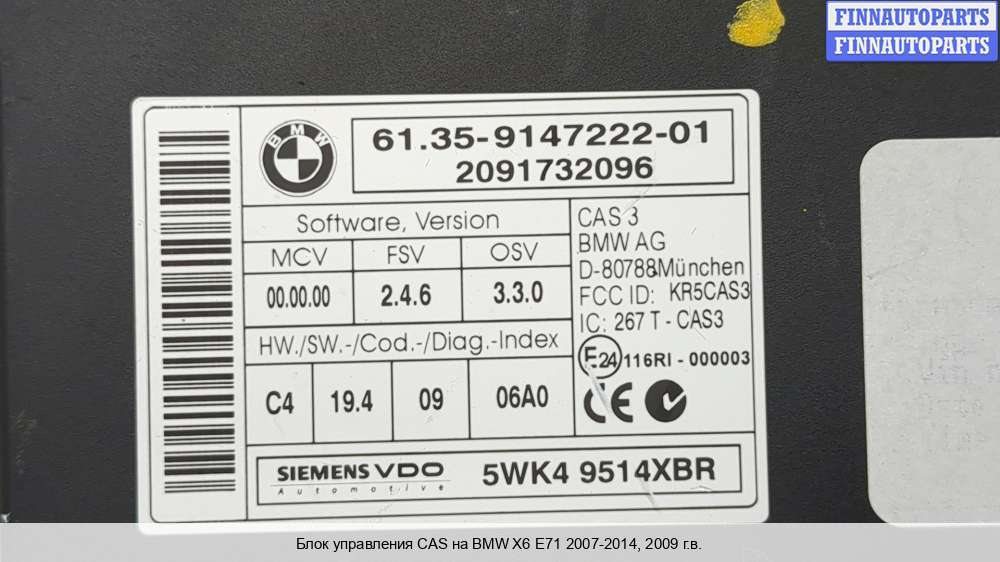 FINNAUTOPARTS
FINNAUTOPARTS
BMW
61.35-9147222-01
2091732096
Software, Version
MCV FSV OSV
00.00.00 2.4.6 3.3.0
HW./SW.-/Cod.-/Diag.-Index
C4 19.4 09 06A0
CAS 3
BMW AG
D-80788 München
FCC ID: KR5CAS3
IC: 267 T - CAS3
E24 116RI - 000003
CE
SIEMENS VDO
Automotive
5WK4 9514XBR
Блок управления CAS на BMW X6 E71 2007-2014, 2009 г.в.